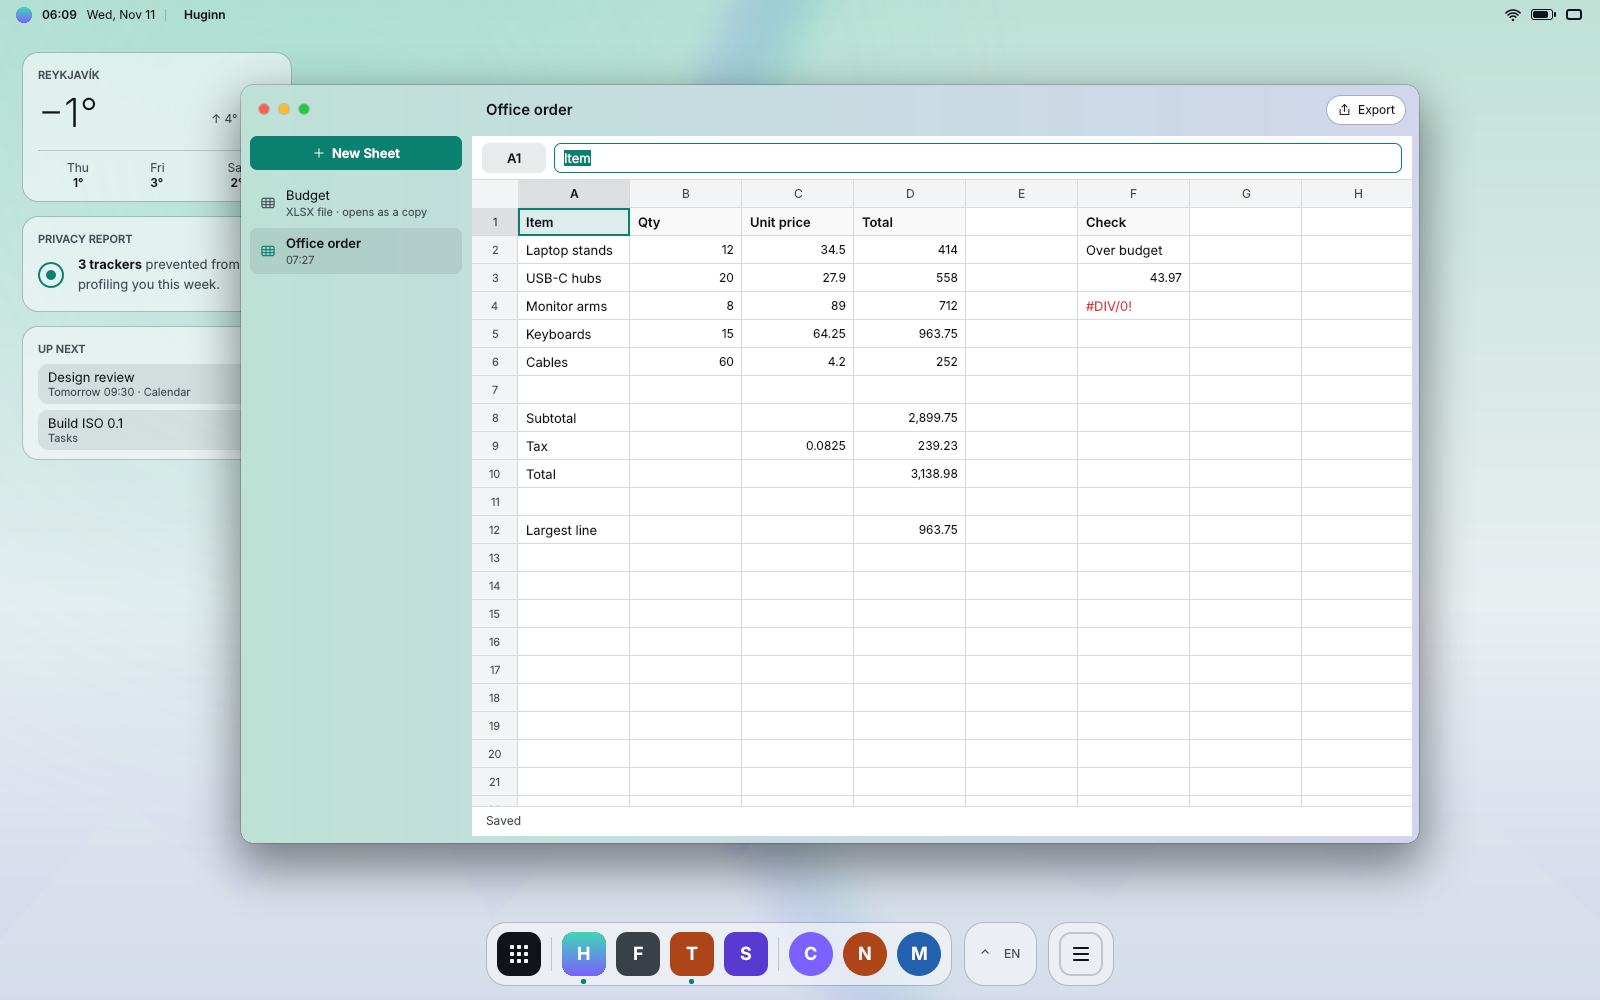 06:09 Wed, Nov 11 Huginn
REYKJAVÍK
−1°
↑ 4°
Thu Fri
1° 3° 2°
PRIVACY REPORT
3 trackers prevented from
profiling you this week.
UP NEXT
Design review
Tomorrow 09:30 · Calendar
Build ISO 0.1
Tasks
Office order
Export
+ New Sheet
Budget
XLSX file · opens as a copy
Office order
07:27
A1 Item
A B C D E F G H
1 Item Qty Unit price Total Check
2 Laptop stands 12 34.5 414 Over budget
3 USB-C hubs 20 27.9 558 43.97
4 Monitor arms 8 89 712 #DIV/0!
5 Keyboards 15 64.25 963.75
6 Cables 60 4.2 252
7
8 Subtotal 2,899.75
9 Tax 0.0825 239.23
10 Total 3,138.98
11
12 Largest line 963.75
13
14
15
16
17
18
19
20
21
Saved
H F T S C N M EN